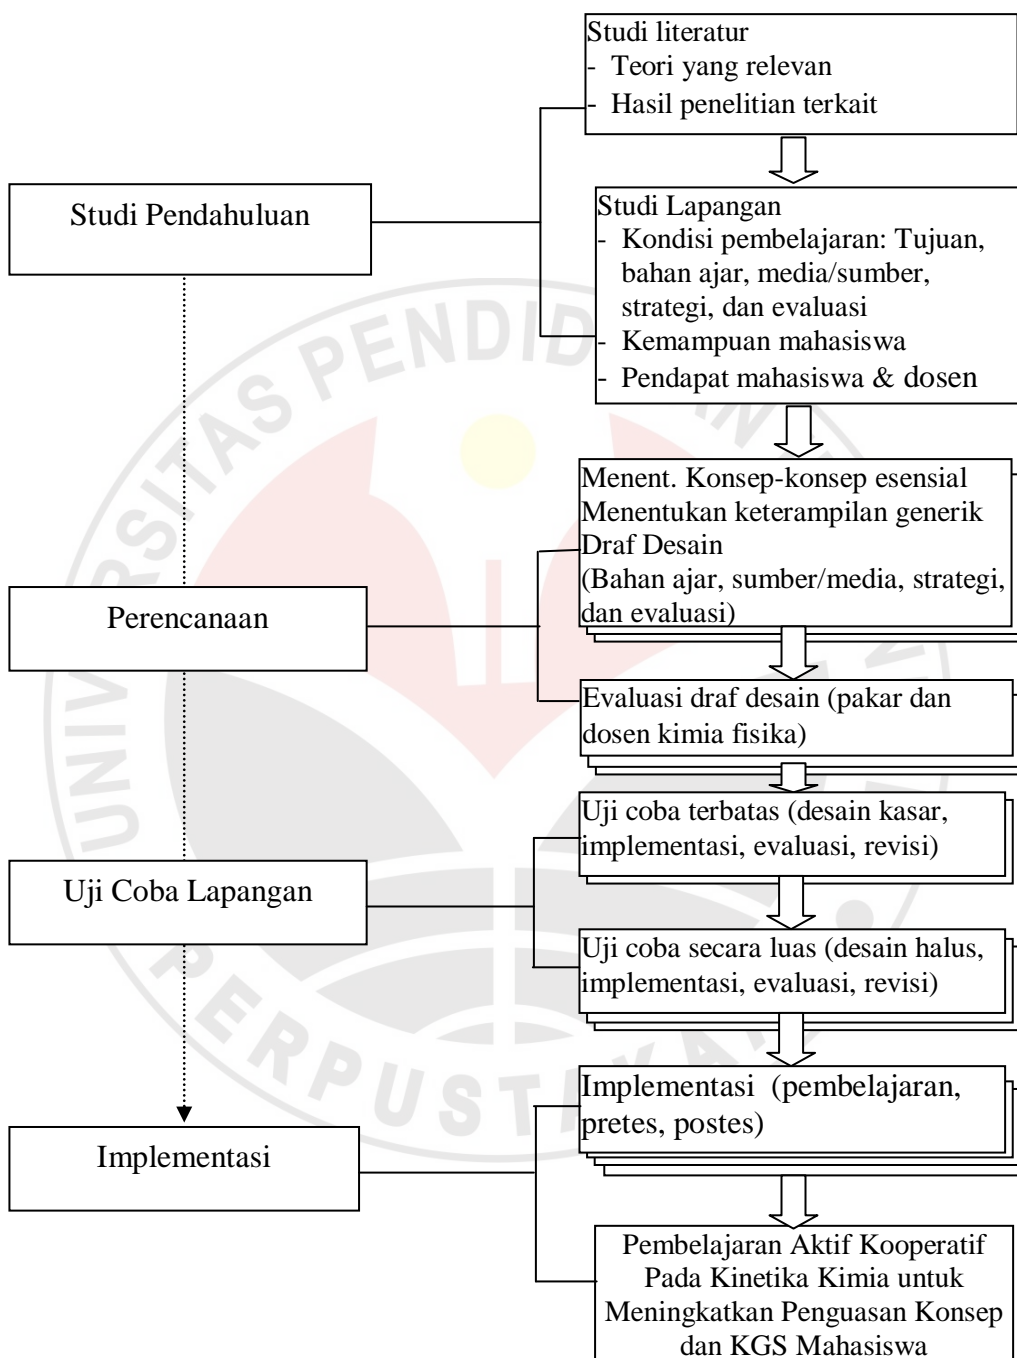 Studi literatur
- Teori yang relevan
- Hasil penelitian terkait
Studi Pendahuluan
Studi Lapangan
- Kondisi pembelajaran: Tujuan,
bahan ajar, media/sumber,
strategi, dan evaluasi
- Kemampuan mahasiswa
- Pendapat mahasiswa & dosen
Menent. Konsep-konsep esensial
Menentukan keterampilan generik
Draf Desain
(Bahan ajar, sumber/media, strategi,
dan evaluasi)
Perencanaan
Evaluasi draf desain (pakar dan
dosen kimia fisika)
Uji coba terbatas (desain kasar,
implementasi, evaluasi, revisi)
Uji Coba Lapangan
Uji coba secara luas (desain halus,
implementasi, evaluasi, revisi)
Implementasi (pembelajaran,
pretes, postes)
Implementasi
Pembelajaran Aktif Kooperatif
Pada Kinetika Kimia untuk
Meningkatkan Penguasan Konsep
dan KGS Mahasiswa
PERPUSTAKAAN